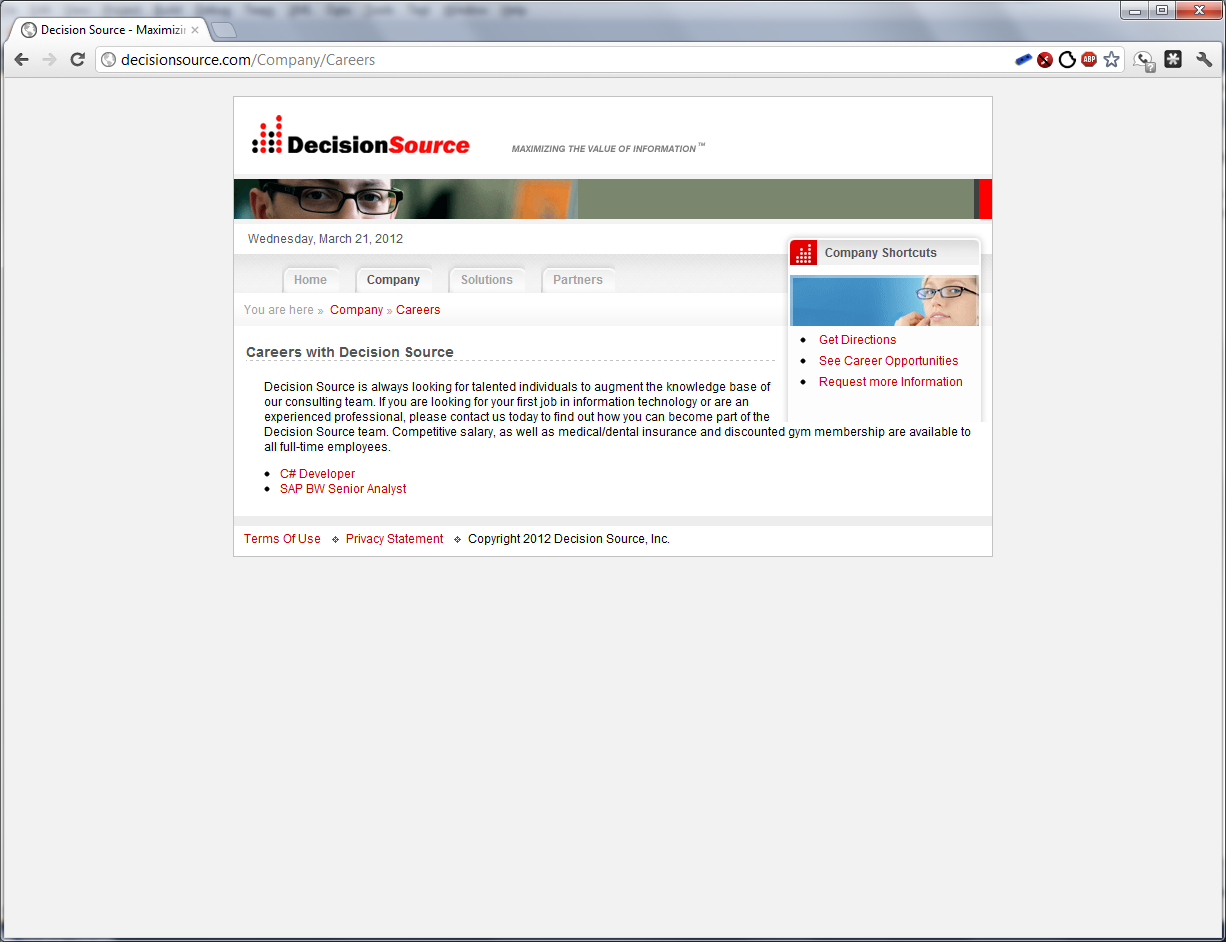 Decision Source - Maximizi
decisionsource.com/Company/Careers
ABP
DecisionSource
MAXIMIZING THE VALUE OF INFORMATION™
Wednesday, March 21, 2012
Company Shortcuts
Home Company Solutions Partners
You are here » Company » Careers
Get Directions
See Career Opportunities
Request more Information
Careers with Decision Source
Decision Source is always looking for talented individuals to augment the knowledge base of
our consulting team. If you are looking for your first job in information technology or are an
experienced professional, please contact us today to find out how you can become part of the
Decision Source team. Competitive salary, as well as medical/dental insurance and discounted gym membership are available to
all full-time employees.
C# Developer
SAP BW Senior Analyst
Terms Of Use Privacy Statement Copyright 2012 Decision Source, Inc.